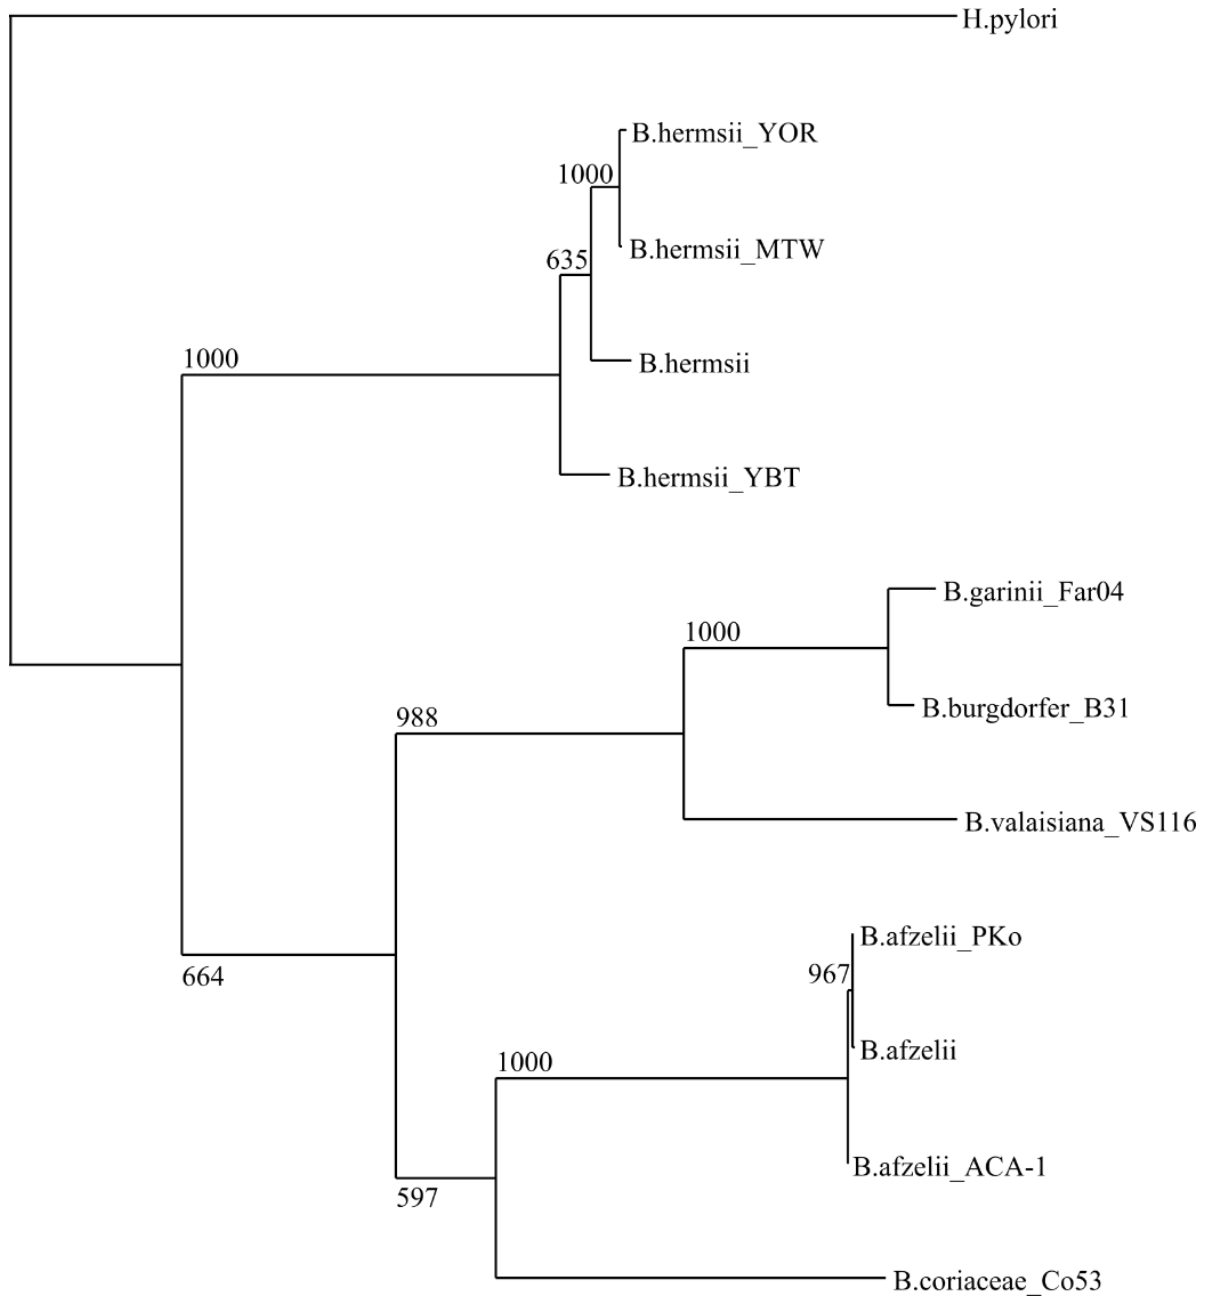 H.pylori
B.hermsii_YOR
1000
B.hermsii_MTW
635
1000
B.hermsii
B.hermsii_YBT
B.garinii_Far04
1000
B.burgdorfer_B31
988
B.valaisiana_VS116
B.afzelii_PKo
967
664
B.afzelii
1000
B.afzelii_ACA-1
597
B.coriaceae_Co53